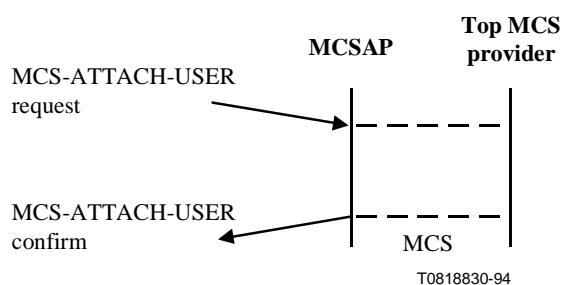 Top MCS
provider
MCSAP
MCS-ATTACH-USER
request
MCS-ATTACH-USER
confirm
MCS
T0818830-94